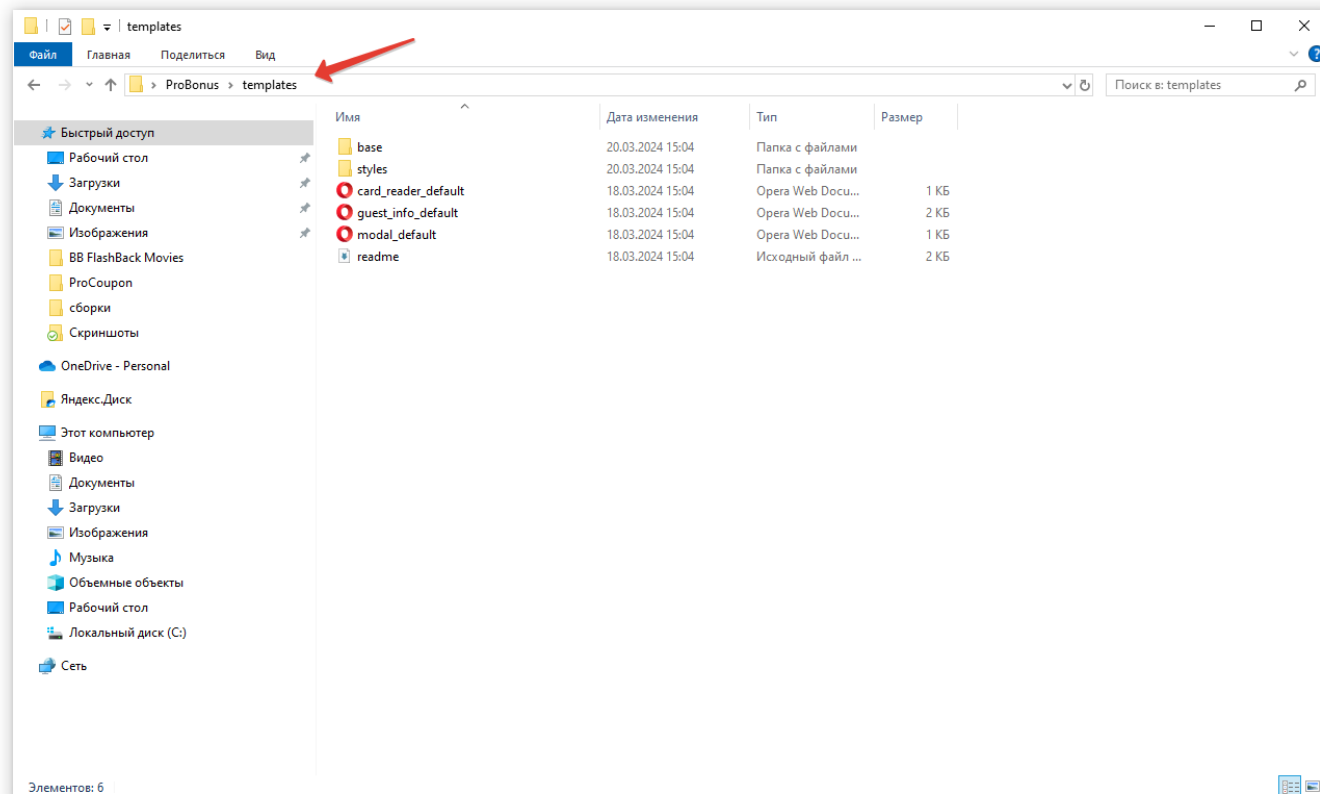 templates
Файл Главная Поделиться Вид
ProBonus templates Поиск в: templates
Имя Дата изменения Тип Размер
Быстрый доступ
Рабочий стол
Загрузки
Документы
Изображения
BB FlashBack Movies
ProCoupon
сборки
Скриншоты
OneDrive - Personal
Яндекс.Диск
Этот компьютер
Видео
Документы
Загрузки
Изображения
Музыка
Объемные объекты
Рабочий стол
Локальный диск (C:)
Сеть
base 20.03.2024 15:04 Папка с файлами
styles 20.03.2024 15:04 Папка с файлами
card_reader_default 18.03.2024 15:04 Opera Web Docu... 1 КБ
guest_info_default 18.03.2024 15:04 Opera Web Docu... 2 КБ
modal_default 18.03.2024 15:04 Opera Web Docu... 1 КБ
readme 18.03.2024 15:04 Исходный файл ... 2 КБ
Элементов: 6